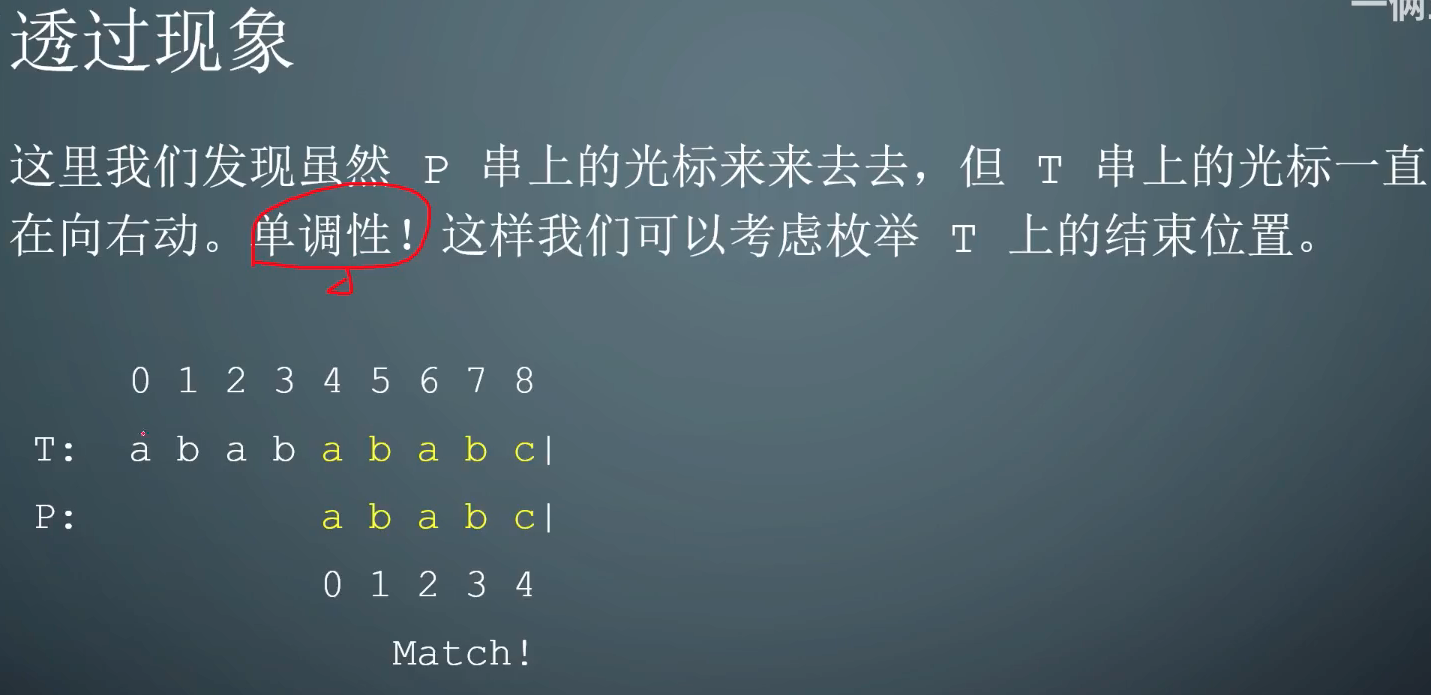 一俩
透过现象
这里我们发现虽然 P 串上的光标来来去去，但 T 串上的光标一直
在向右动。单调性！这样我们可以考虑枚举 T 上的结束位置。
0 1 2 3 4 5 6 7 8
T: a b a b a b a b c|
P: a b a b c|
0 1 2 3 4
Match!